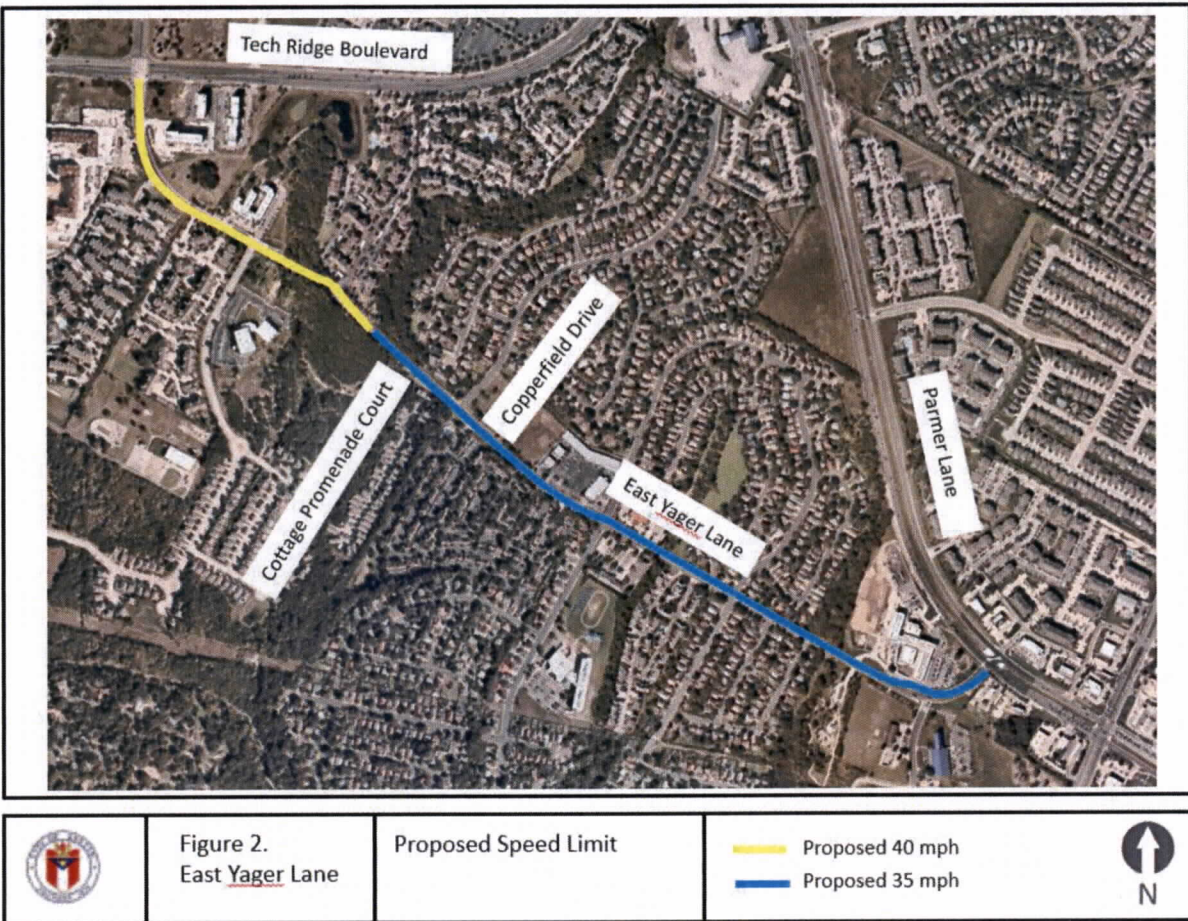 Tech Ridge Boulevard
Copperfield Drive
Cottage Promenade Court
Parmer Lane
East Yager Lane
Figure 2.
East Yager Lane
Proposed Speed Limit
Proposed 40 mph
Proposed 35 mph
N